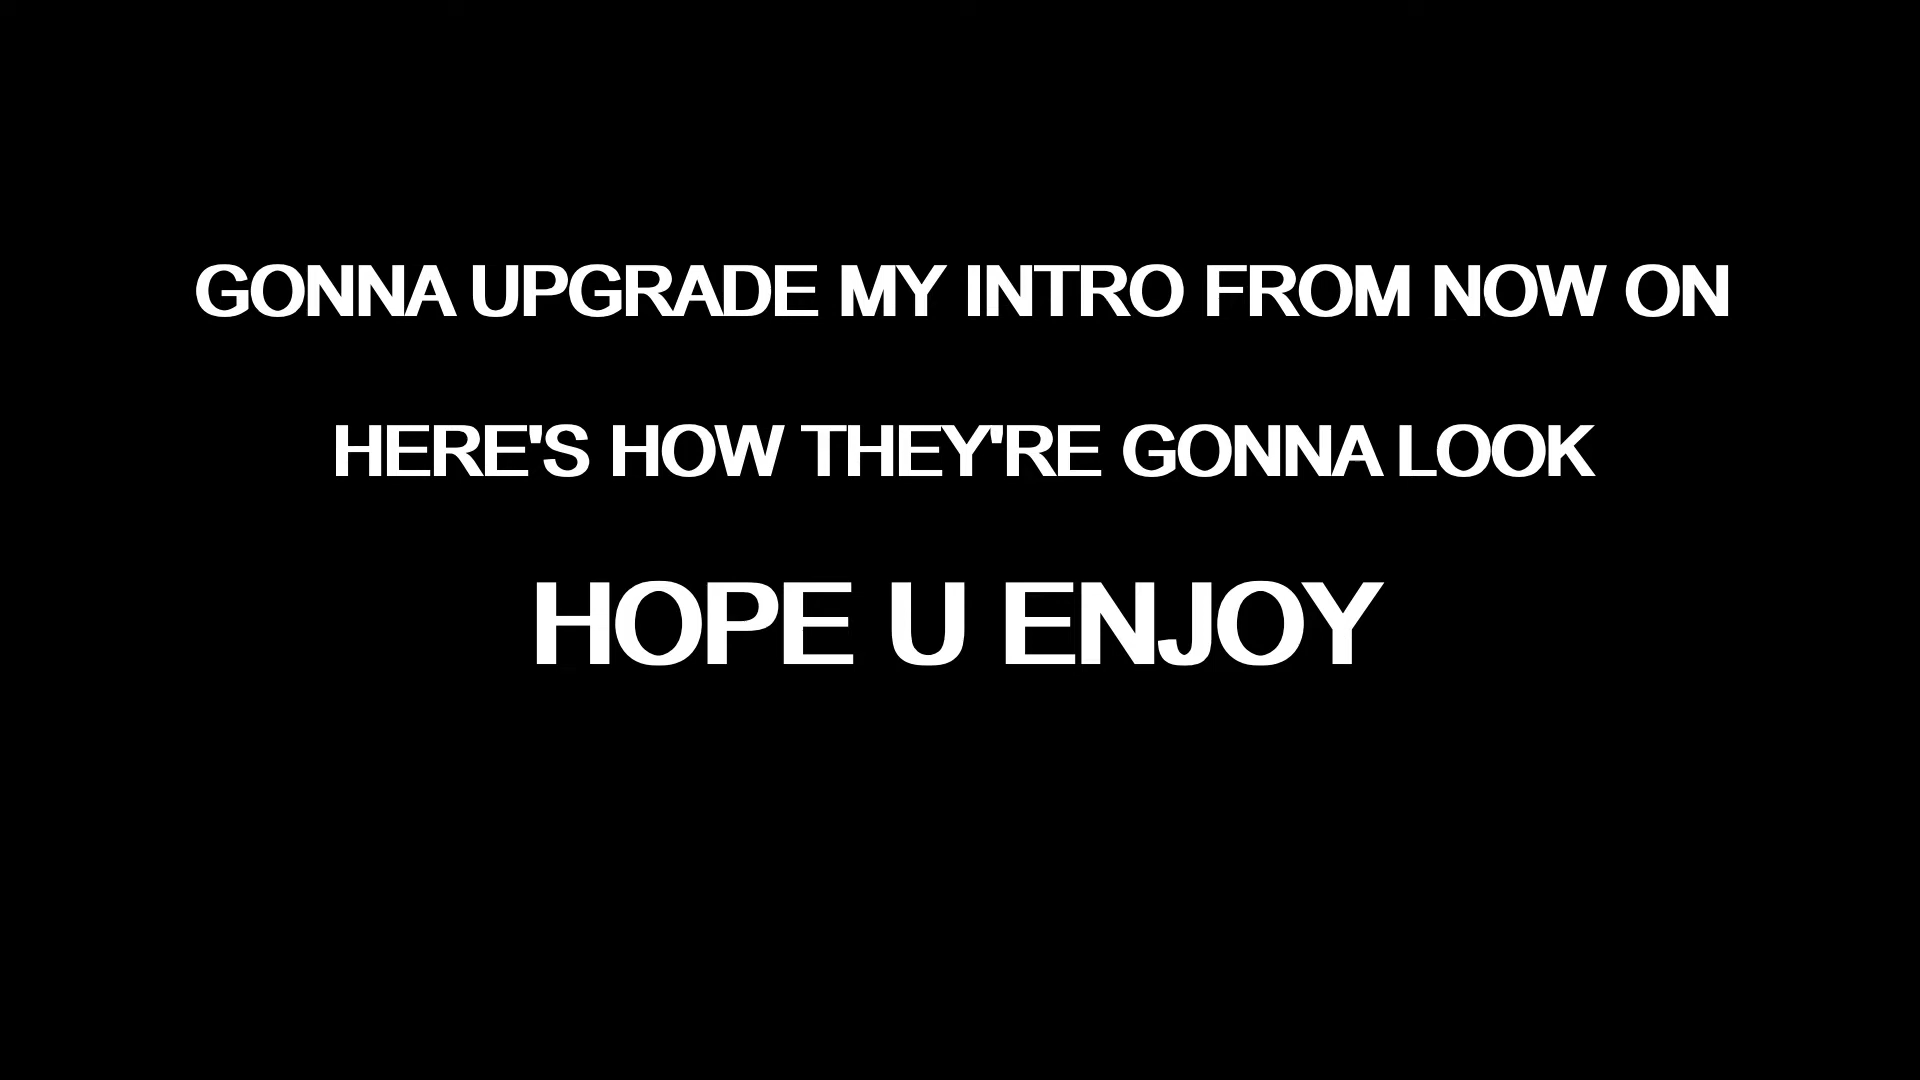 GONNA UPGRADE MY INTRO FROM NOW ON
HERE'S HOW THEY'RE GONNA LOOK
HOPE U ENJOY